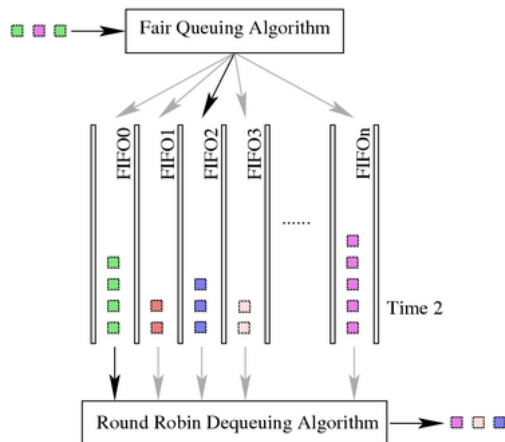 Fair Queuing Algorithm
FIFO0
FIFO1
FIFO2
FIFO3
FIFOn
......
Time 2
Round Robin Dequeuing Algorithm